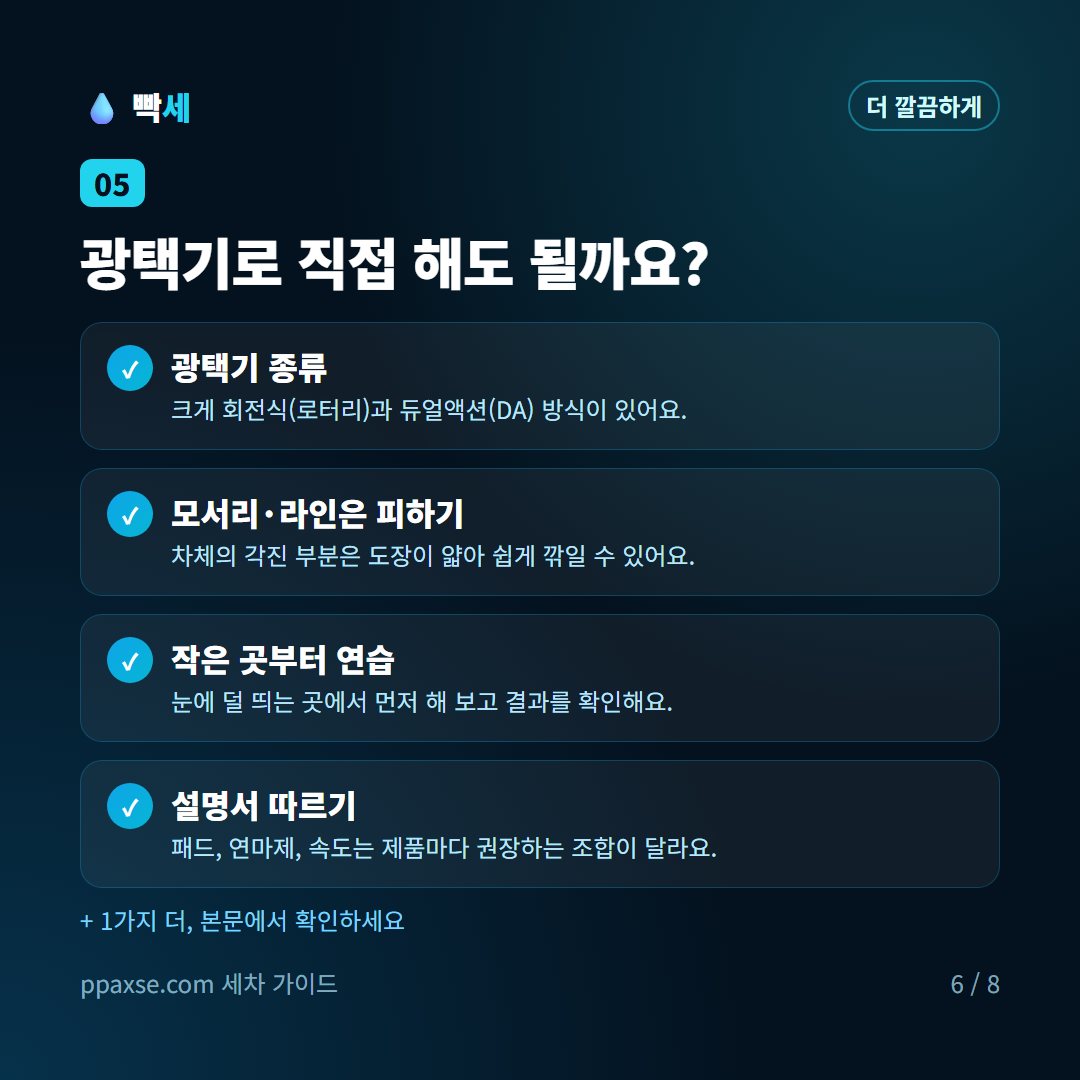 빡세
더 깔끔하게
05
광택기로 직접 해도 될까요?
✓ 광택기 종류
크게 회전식(로터리)과 듀얼액션(DA) 방식이 있어요.
✓ 모서리·라인은 피하기
차체의 각진 부분은 도장이 얇아 쉽게 깎일 수 있어요.
✓ 작은 곳부터 연습
눈에 덜 띄는 곳에서 먼저 해 보고 결과를 확인해요.
✓ 설명서 따르기
패드, 연마제, 속도는 제품마다 권장하는 조합이 달라요.
+ 1가지 더, 본문에서 확인하세요
ppaxse.com 세차 가이드
6 / 8